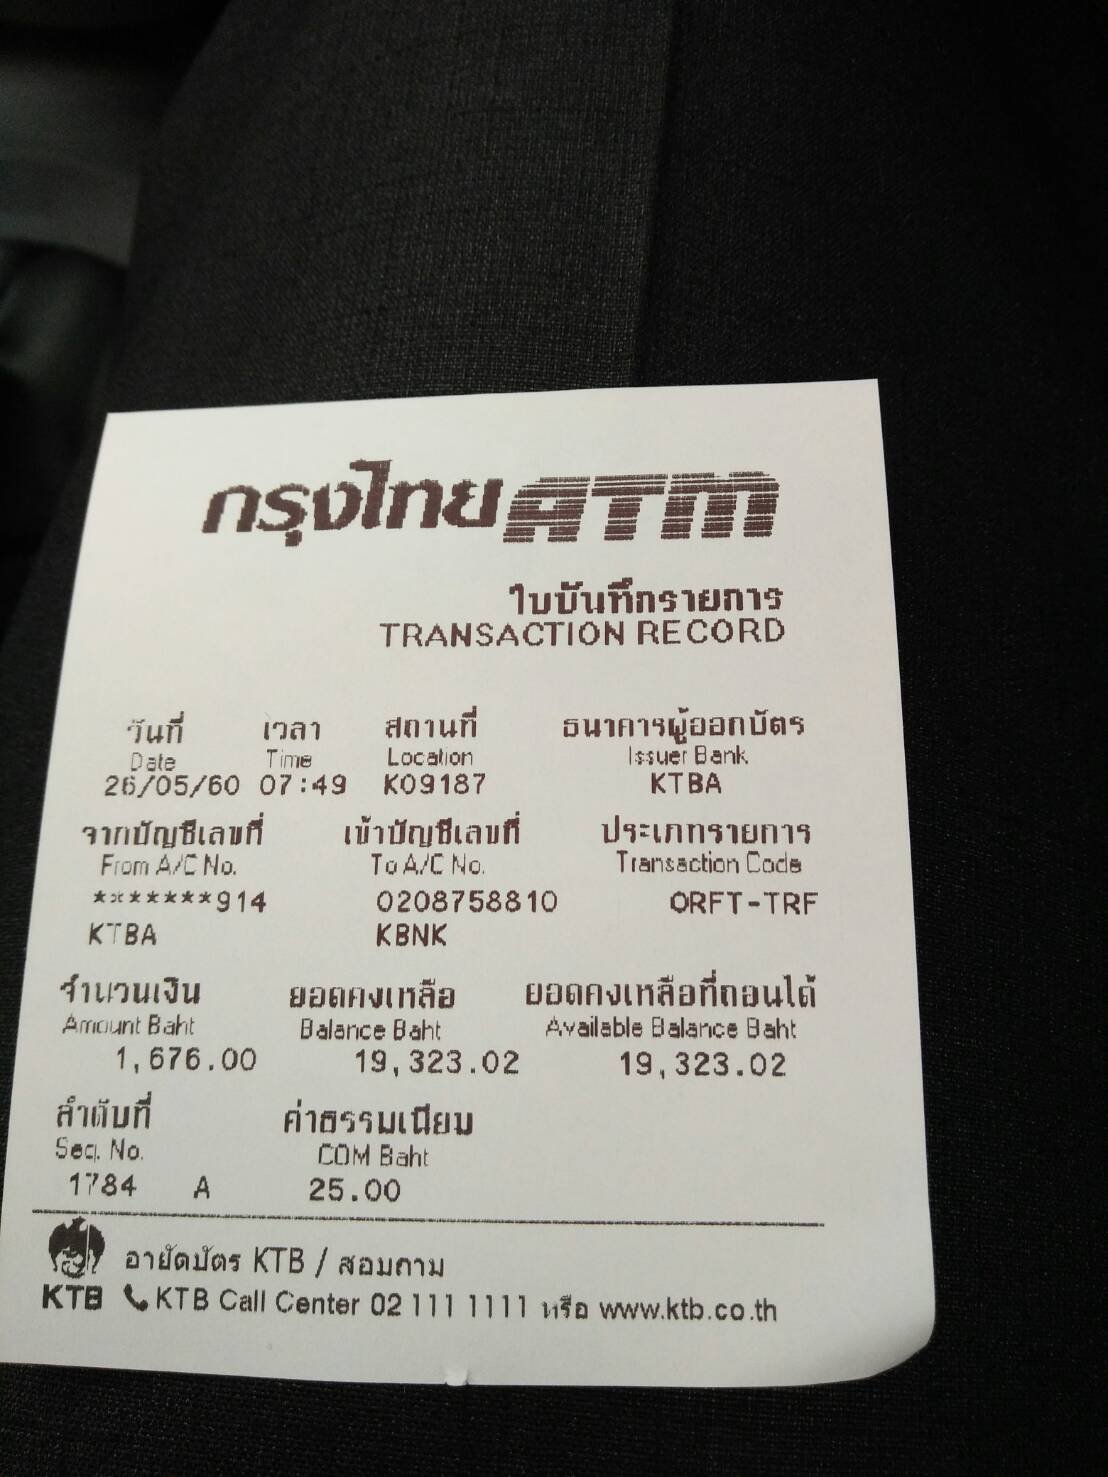 กรุงไทย ATM
ใบบันทึกรายการ
TRANSACTION RECORD
วันที่ เวลา สถานที่ ธนาคารผู้ออกบัตร
Date Time Location Issuer Bank
26/05/60 07:49 K09187 KTBA
จากบัญชีเลขที่ เข้าบัญชีเลขที่ ประเภทรายการ
From A/C No. To A/C No. Transaction Code
*******914 0208758810 ORFT-TRF
KTBA KBNK
จำนวนเงิน ยอดคงเหลือ ยอดคงเหลือที่ถอนได้
Amount Baht Balance Baht Available Balance Baht
1,676.00 19,323.02 19,323.02
ลำดับที่ ค่าธรรมเนียม
Seq. No. COM Baht
1784 A 25.00
อายัดบัตร KTB / สอบถาม
KTB KTB Call Center 02 111 1111 หรือ www.ktb.co.th